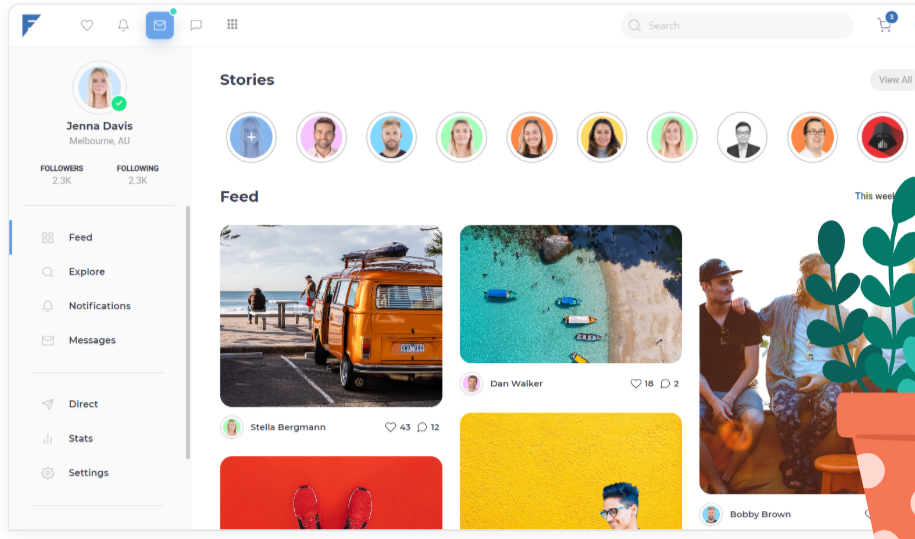 Search
3
Jenna Davis
Melbourne, AU
FOLLOWERS
FOLLOWING
2.3K
2.3K
Feed
Explore
Notifications
Messages
Direct
Stats
Settings
Stories
View All
Feed
This
Stella Bergmann
43
12
Dan Walker
18
2
Bobby Brown